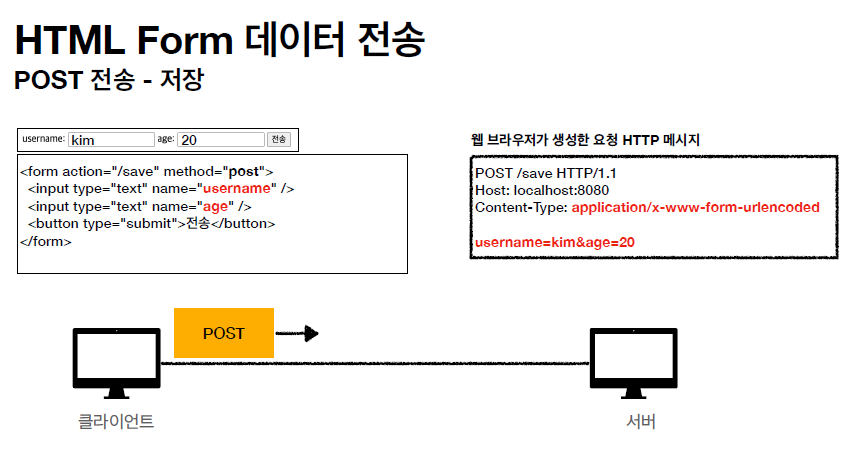 HTML Form 데이터 전송
POST 전송 - 저장
username: kim age: 20 전송
<form action="/save" method="post">
<input type="text" name="username" />
<input type="text" name="age" />
<button type="submit">전송</button>
</form>
웹 브라우저가 생성한 요청 HTTP 메시지
POST /save HTTP/1.1
Host: localhost:8080
Content-Type: application/x-www-form-urlencoded
username=kim&age=20
POST
클라이언트
서버